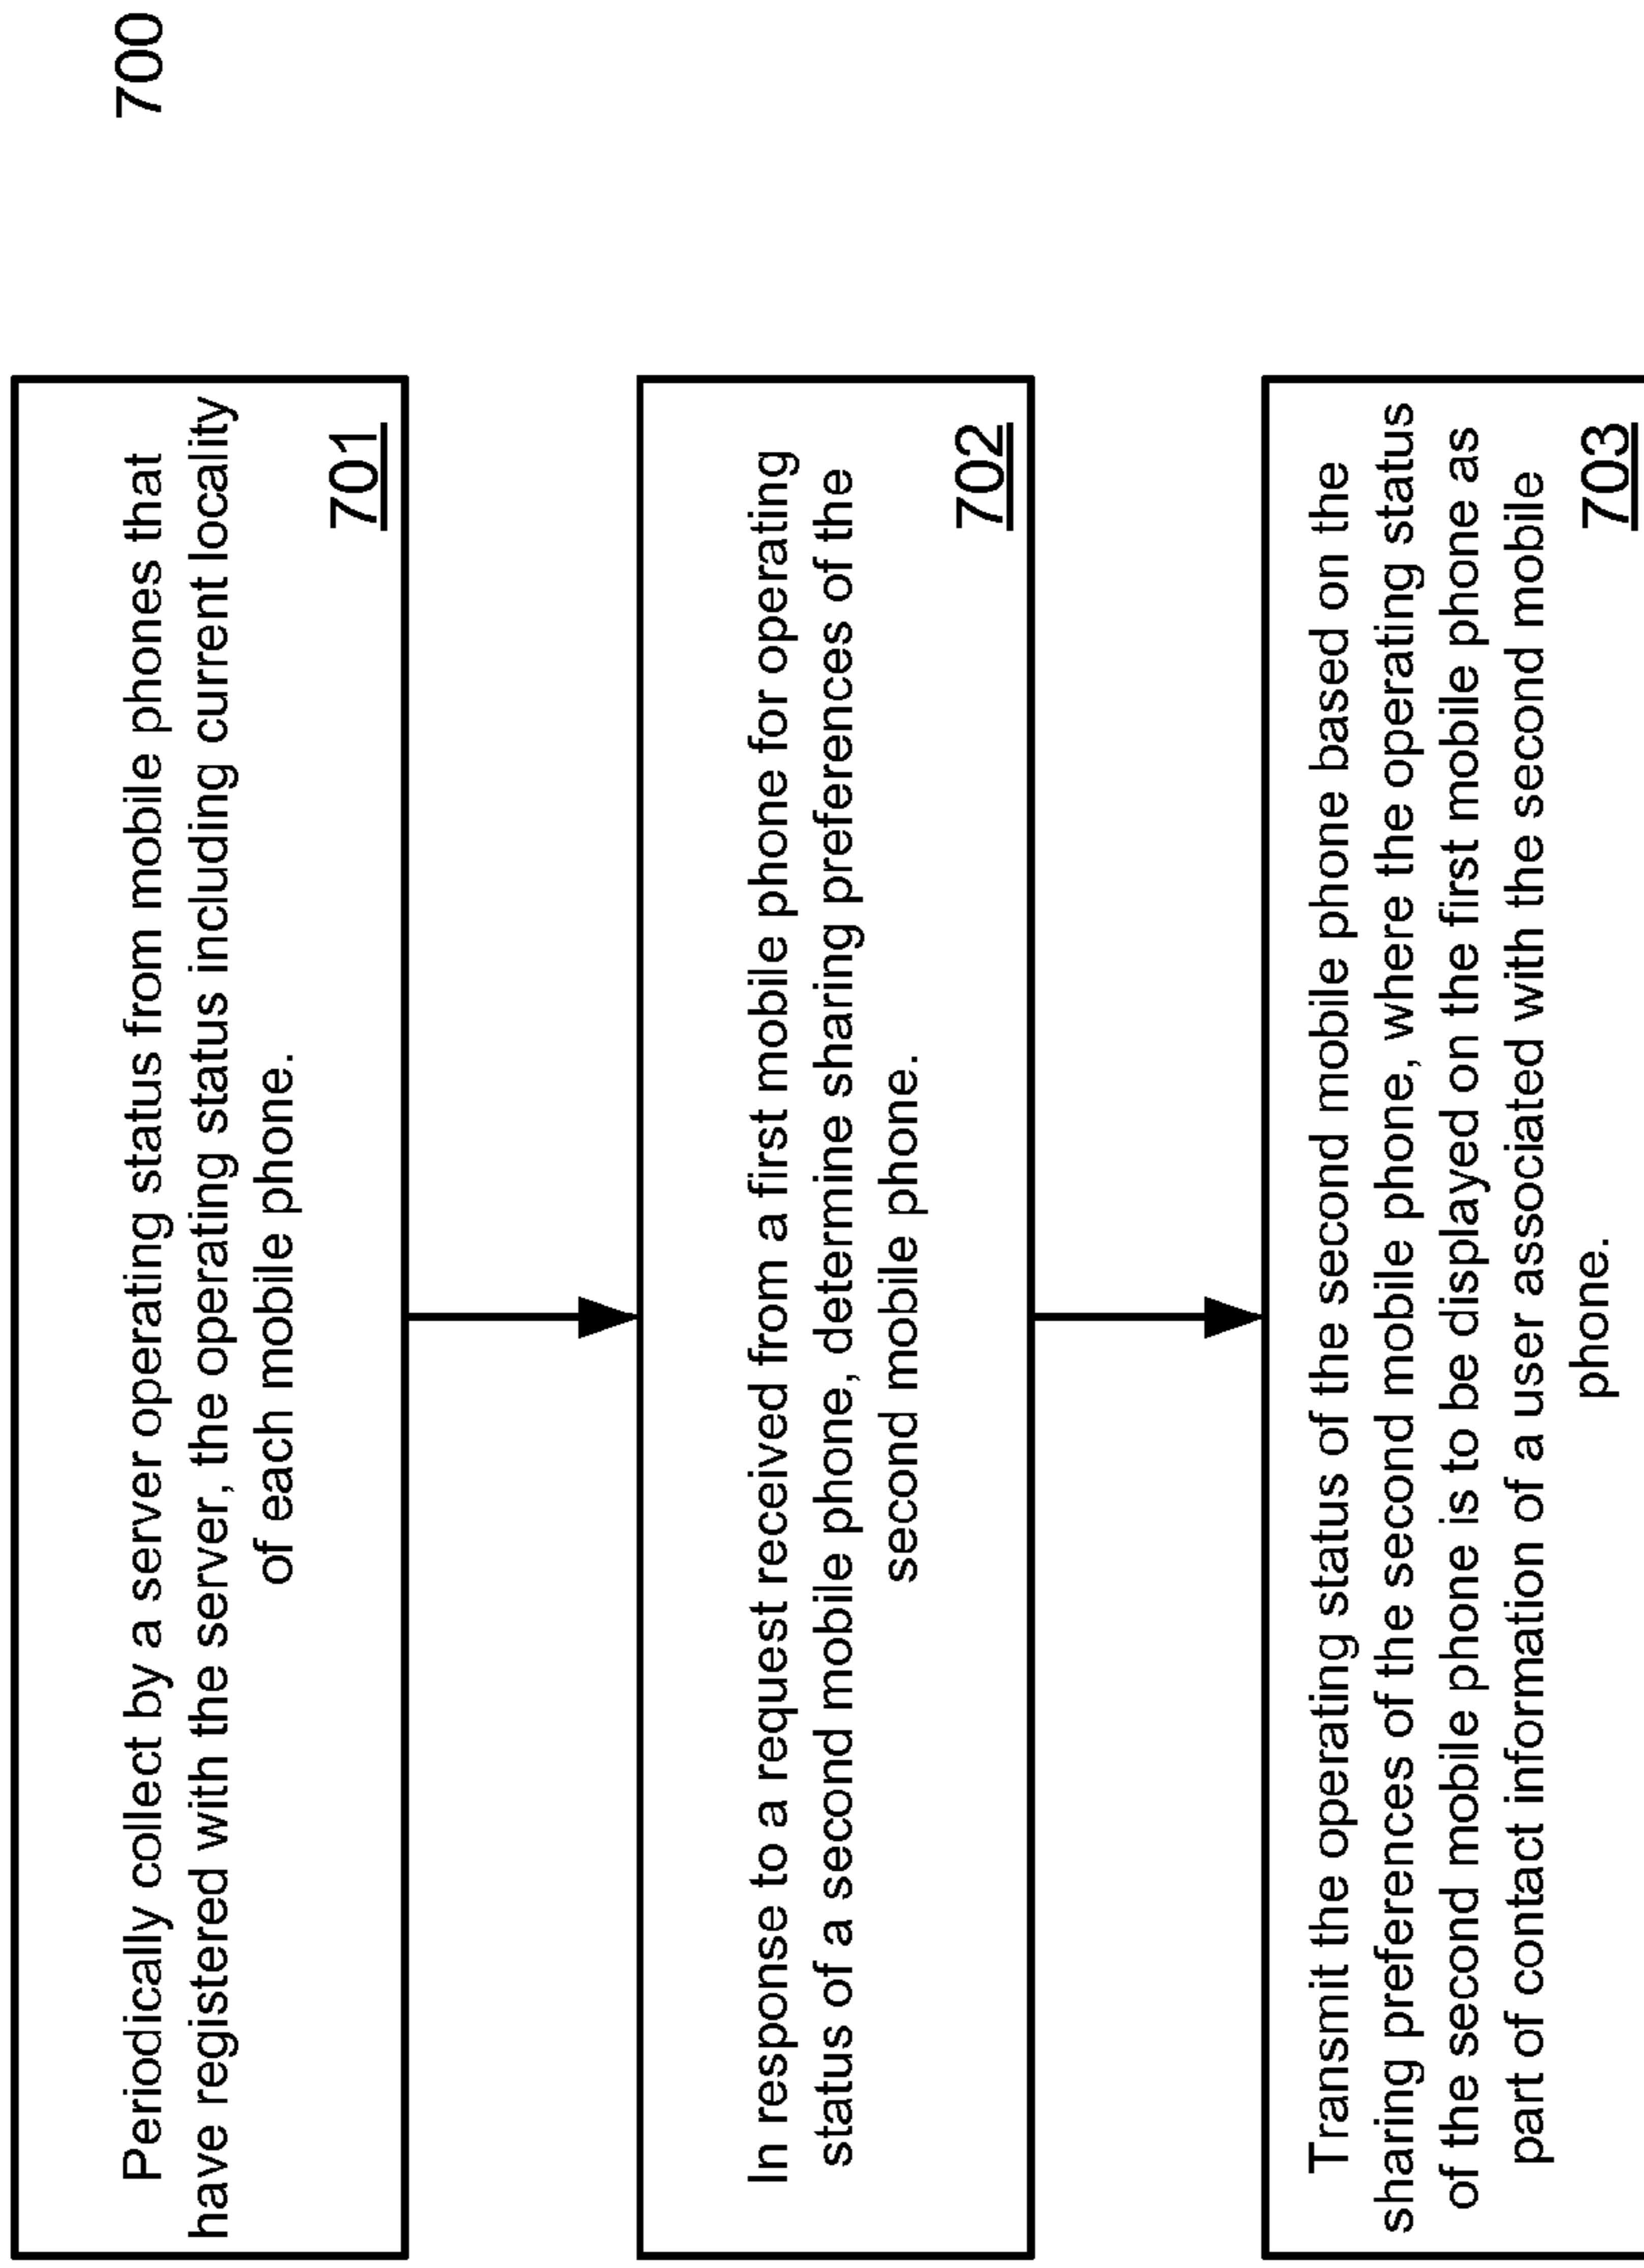 700
Periodically collect by a server operating status from mobile phones that
have registered with the server, the operating status including current locality
of each mobile phone.
701
In response to a request received from a first mobile phone for operating
status of a second mobile phone, determine sharing preferences of the
second mobile phone.
702
Transmit the operating status of the second mobile phone based on the
sharing preferences of the second mobile phone, where the operating status
of the second mobile phone is to be displayed on the first mobile phone as
part of contact information of a user associated with the second mobile
phone.
703